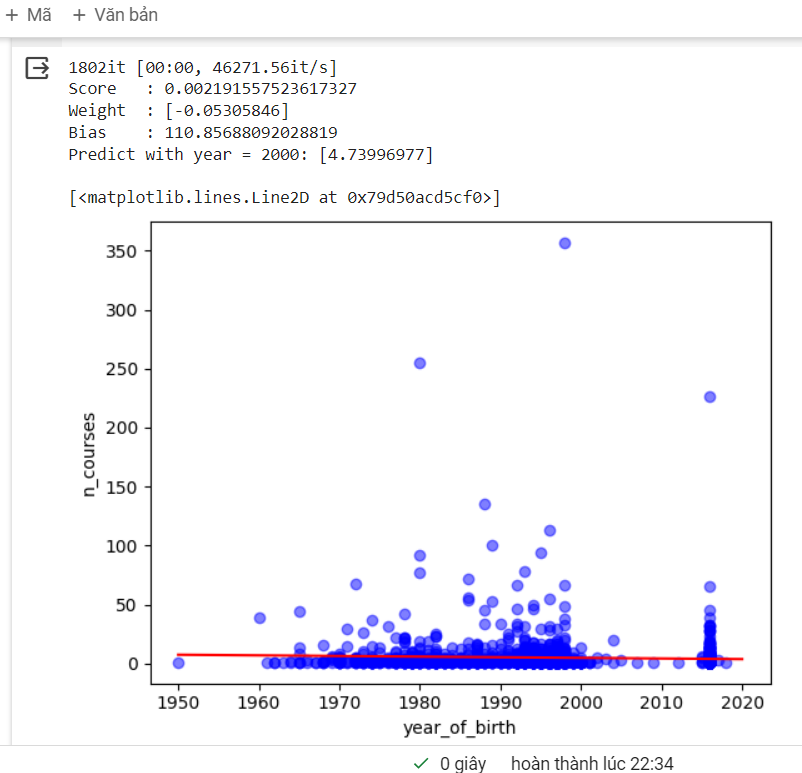 + Mã + Văn bản
1802it [00:00, 46271.56it/s]
Score : 0.002191557523617327
Weight : [-0.05305846]
Bias : 110.85688092028819
Predict with year = 2000: [4.73996977]
[<matplotlib.lines.Line2D at 0x79d50acd5cf0>]
350
300
250
200
150
100
50
0
n_courses
1950 1960 1970 1980 1990 2000 2010 2020
year_of_birth
✓ 0 giây hoàn thành lúc 22:34